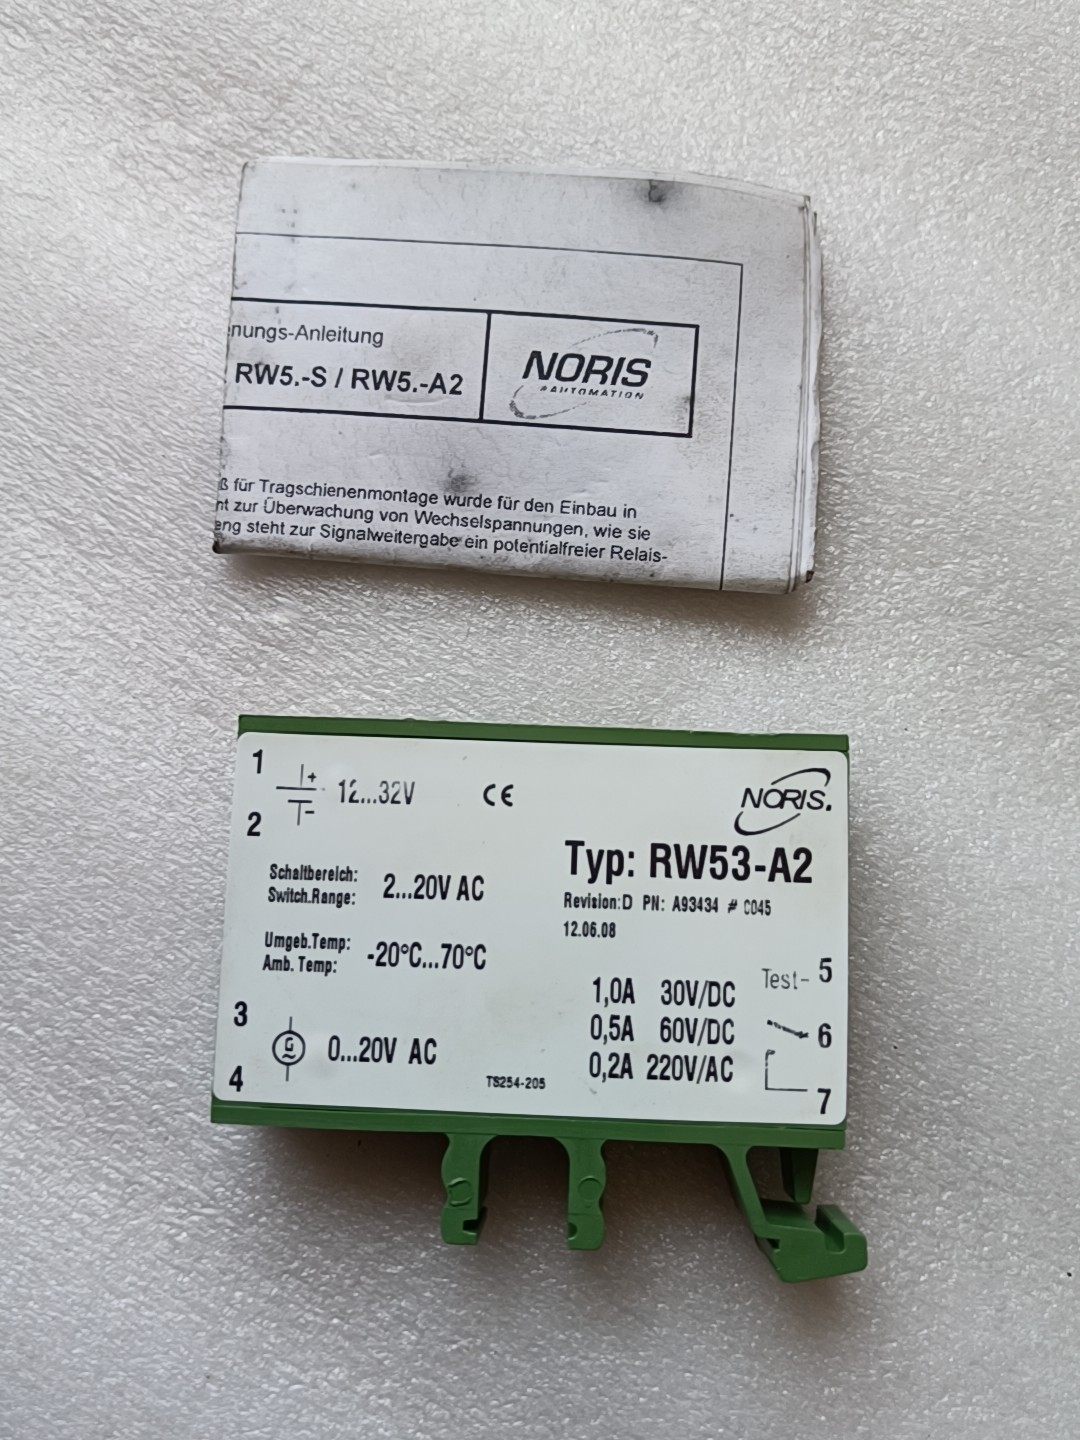 nungs-Anleitung
RW5.-S / RW5.-A2
NORIS
AUTOMATION
ß für Tragschienenmontage wurde für den Einbau in
nt zur Überwachung von Wechselspannungen, wie sie
eng steht zur Signalweitergabe ein potentialfreier Relais-
1
+
12...32V
CE
NORIS.
2
-
Typ: RW53-A2
Schaltbereich:
Switch.Range:
2...20V AC
Revision:D PN: A93434 # C045
12.06.08
Umgeb.Temp:
Amb. Temp:
-20°C...70°C
Test- 5
1,0A 30V/DC
0,5A 60V/DC
6
0,2A 220V/AC
7
3
G
~
0...20V AC
4
TS254-205